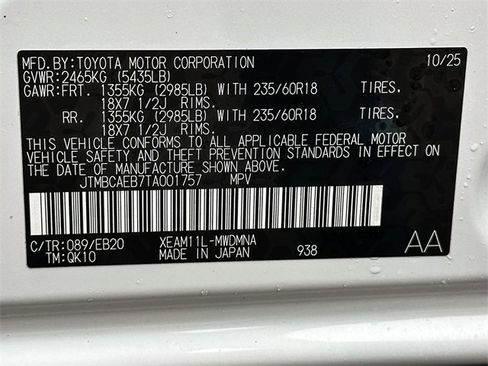 MFD. BY: TOYOTA MOTOR CORPORATION 10/25
GVWR: 2465KG (5435LB)
GAWR: FRT. 1355KG (2985LB) WITH 235/60R18 TIRES.
18X7 1/2J RIMS.
RR. 1355KG (2985LB) WITH 235/60R18 TIRES.
18X7 1/2J RIMS.
THIS VEHICLE CONFORMS TO ALL APPLICABLE FEDERAL MOTOR
VEHICLE SAFETY AND THEFT PREVENTION STANDARDS IN EFFECT
ON THE DATE OF MANUFACTURE SHOWN ABOVE.
JTMBCAEB7TA001757 MPV
C/TR: 089/EB20 XEAM11L-MWDMNA AA
TM: QK10 MADE IN JAPAN 938